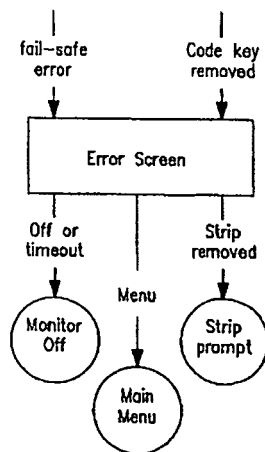 fail-safe
error
Code key
removed
Error Screen
Off or
timeout
Menu
Strip
removed
Monitor
Off
Main
Menu
Strip
prompt